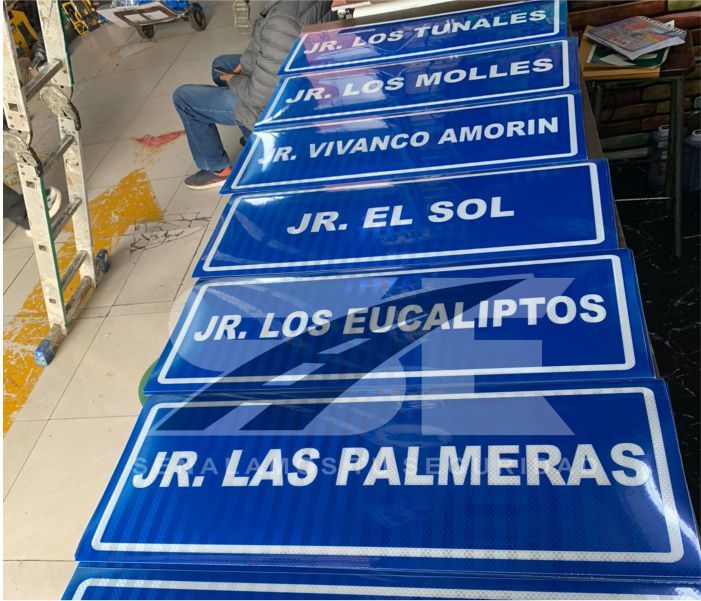 JR. LOS TUNALES
JR. LOS MOLLES
JR. VIVANCO AMORIN
JR. EL SOL
JR. LOS EUCALIPTOS
JR. LAS PALMERAS